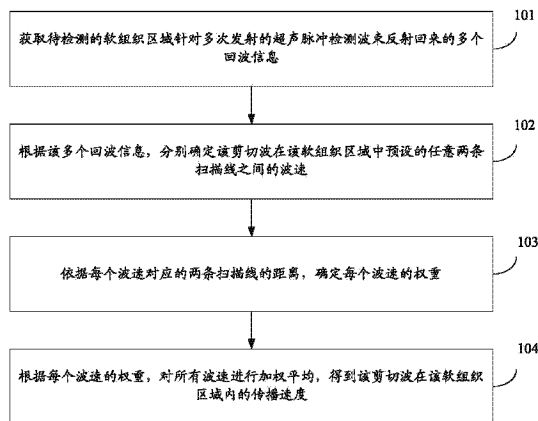 101
获取待检测的软组织区域针对多次发射的超声脉冲检测波束反射回来的多个
回波信息
102
根据该多个回波信息，分别确定该剪切波在该软组织区域中预设的任意两条
扫描线之间的波速
103
依据每个波速对应的两条扫描线的距离，确定每个波速的权重
104
根据每个波速的权重，对所有波速进行加权平均，得到该剪切波在该软组织
区域内的传播速度